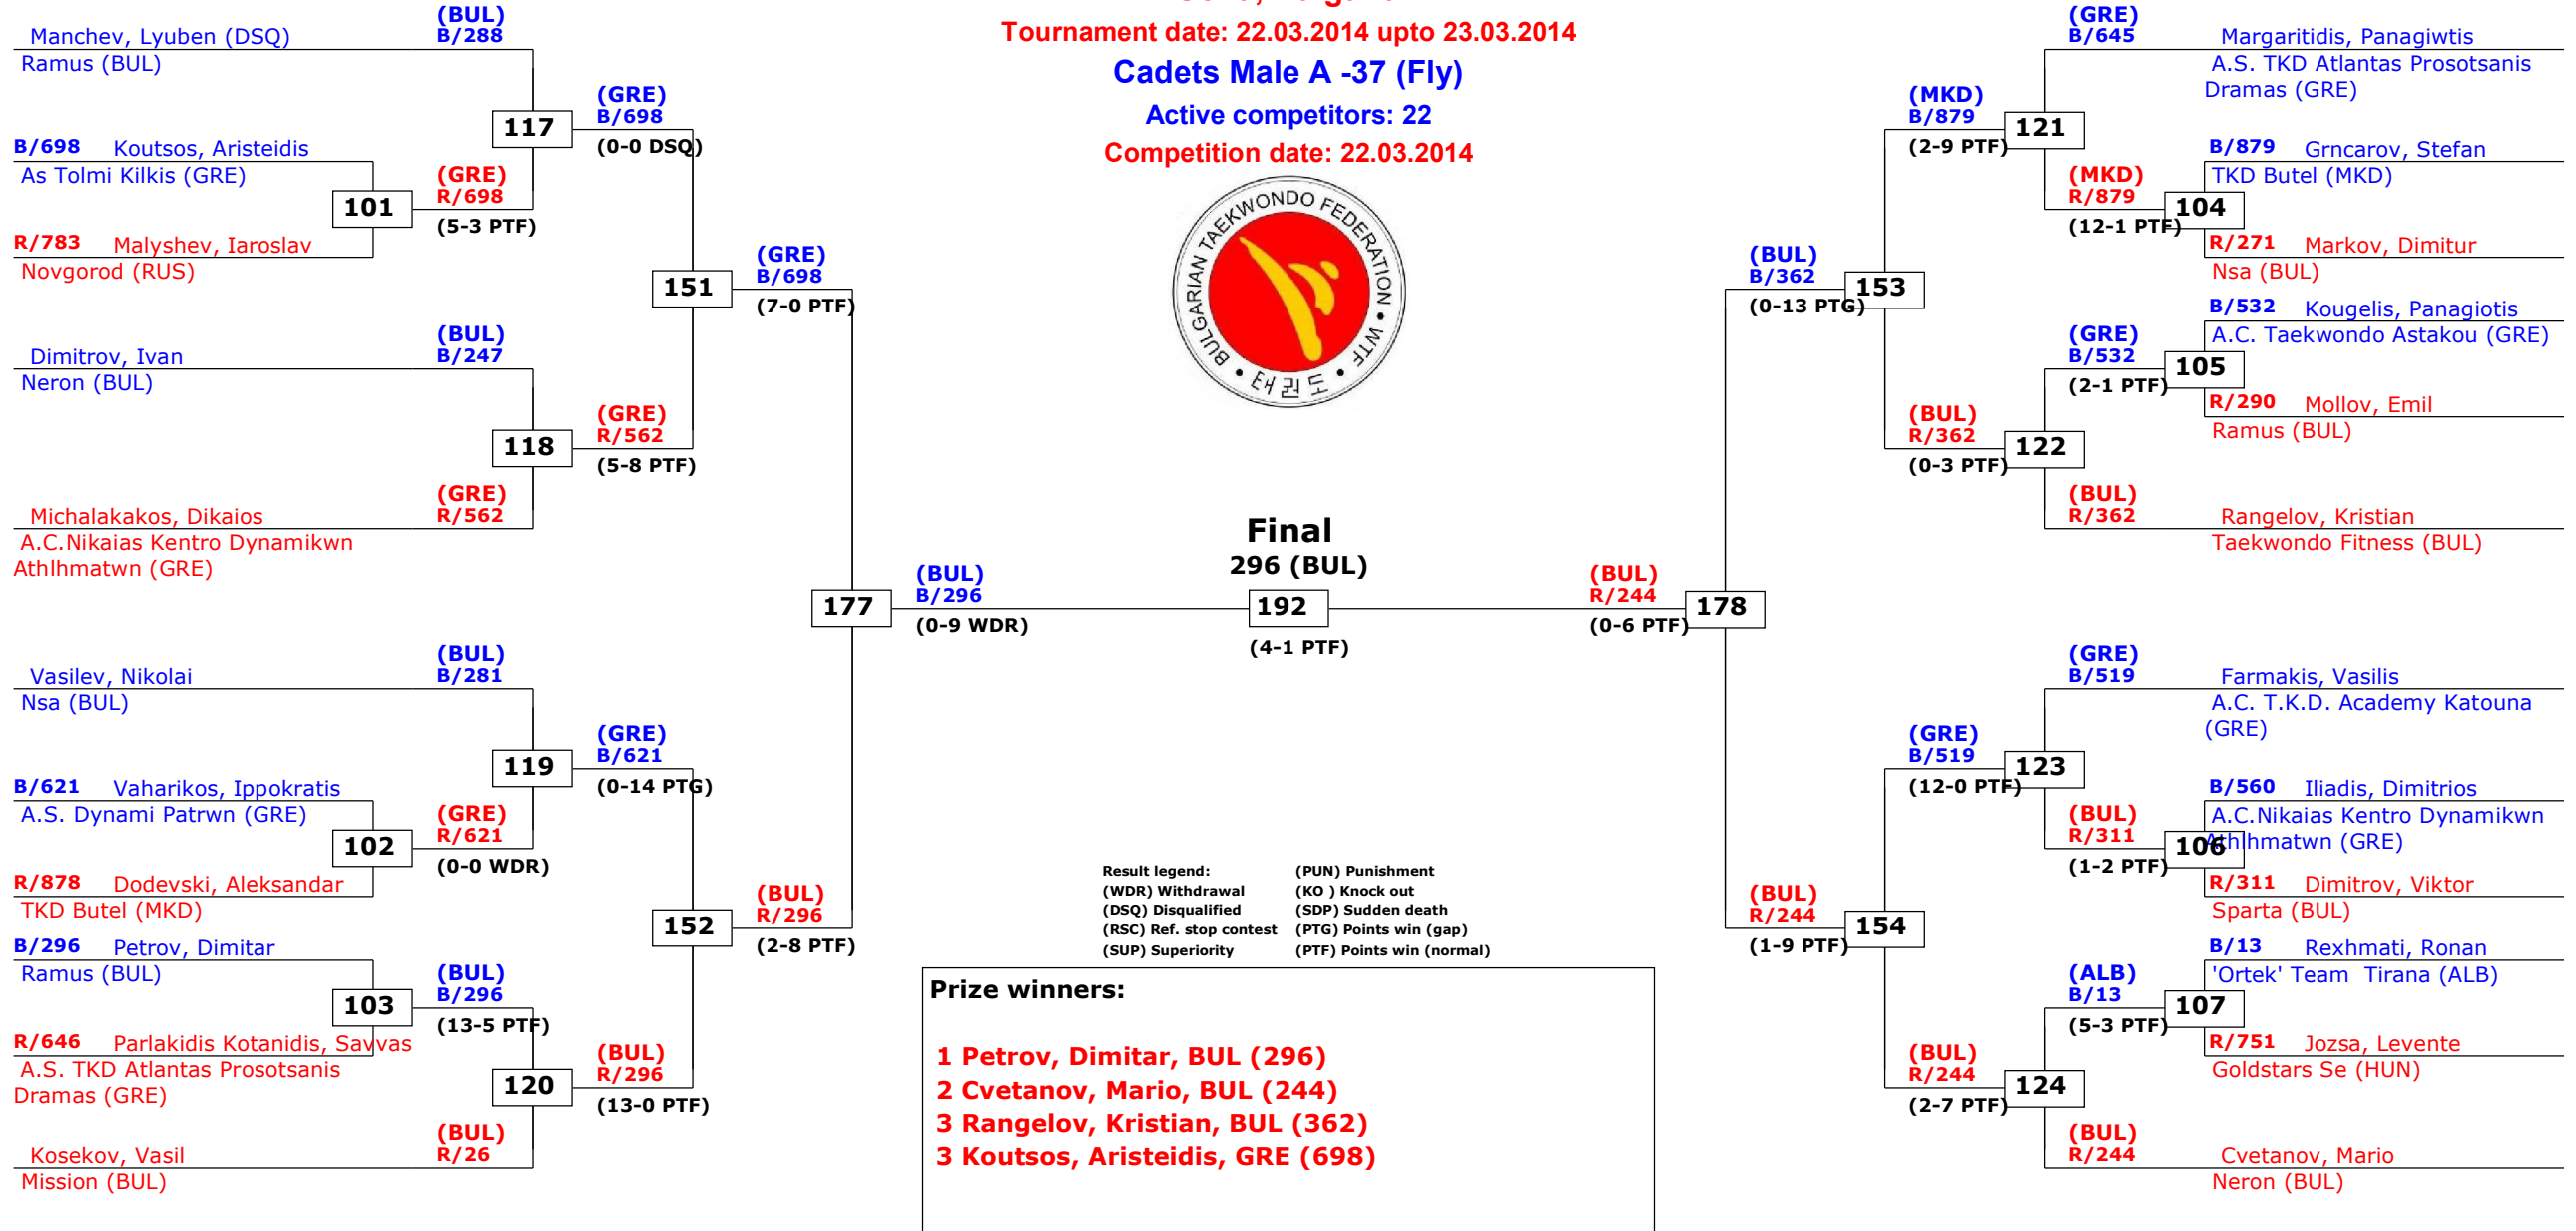 Tournament date: 22.03.2014 upto 23.03.2014
Cadets Male A -37 (Fly)
Active competitors: 22
Competition date: 22.03.2014
BULGARIAN TAEKWONDO FEDERATION • WTF •
태권도
(BUL)
B/288
Manchev, Lyuben (DSQ)
Ramus (BUL)
117
(GRE)
B/698
(0-0 DSQ)
B/698 Koutsos, Aristeidis
As Tolmi Kilkis (GRE)
101
(GRE)
R/698
(5-3 PTF)
R/783 Malyshev, Iaroslav
Novgorod (RUS)
151
(GRE)
B/698
(7-0 PTF)
(BUL)
B/247
Dimitrov, Ivan
Neron (BUL)
118
(GRE)
R/562
(5-8 PTF)
(GRE)
R/562
Michalakakos, Dikaios
A.C.Nikaias Kentro Dynamikwn
Athlhmatwn (GRE)
177
(BUL)
B/296
(0-9 WDR)
(BUL)
B/281
Vasilev, Nikolai
Nsa (BUL)
119
(GRE)
B/621
(0-14 PTG)
B/621 Vaharikos, Ippokratis
A.S. Dynami Patrwn (GRE)
102
(GRE)
R/621
(0-0 WDR)
R/878 Dodevski, Aleksandar
TKD Butel (MKD)
152
(BUL)
R/296
(2-8 PTF)
B/296 Petrov, Dimitar
Ramus (BUL)
103
(BUL)
B/296
(13-5 PTF)
R/646 Parlakidis Kotanidis, Savvas
A.S. TKD Atlantas Prosotsanis
Dramas (GRE)
120
(BUL)
R/296
(13-0 PTF)
(BUL)
R/26
Kosekov, Vasil
Mission (BUL)
Final
296 (BUL)
192
(4-1 PTF)
(GRE)
B/645
Margaritidis, Panagiwtis
A.S. TKD Atlantas Prosotsanis
Dramas (GRE)
(MKD)
B/879
121
(2-9 PTF)
B/879 Grncarov, Stefan
TKD Butel (MKD)
(MKD)
R/879
104
(12-1 PTF)
R/271 Markov, Dimitur
Nsa (BUL)
(BUL)
B/362
153
(0-13 PTG)
B/532 Kougelis, Panagiotis
A.C. Taekwondo Astakou (GRE)
(GRE)
B/532
105
(2-1 PTF)
R/290 Mollov, Emil
Ramus (BUL)
(BUL)
R/362
122
(0-3 PTF)
(BUL)
R/362
Rangelov, Kristian
Taekwondo Fitness (BUL)
(BUL)
R/244
178
(0-6 PTF)
(GRE)
B/519
Farmakis, Vasilis
A.C. T.K.D. Academy Katouna
(GRE)
(GRE)
B/519
123
(12-0 PTF)
B/560 Iliadis, Dimitrios
A.C.Nikaias Kentro Dynamikwn
Athlhmatwn (GRE)
(BUL)
R/311
106
(1-2 PTF)
R/311 Dimitrov, Viktor
Sparta (BUL)
(BUL)
R/244
154
(1-9 PTF)
B/13 Rexhmati, Ronan
'Ortek' Team Tirana (ALB)
(ALB)
B/13
107
(5-3 PTF)
R/751 Jozsa, Levente
Goldstars Se (HUN)
(BUL)
R/244
124
(2-7 PTF)
(BUL)
R/244
Cvetanov, Mario
Neron (BUL)
Result legend: (PUN) Punishment
(WDR) Withdrawal (KO ) Knock out
(DSQ) Disqualified (SDP) Sudden death
(RSC) Ref. stop contest (PTG) Points win (gap)
(SUP) Superiority (PTF) Points win (normal)
Prize winners:
1 Petrov, Dimitar, BUL (296)
2 Cvetanov, Mario, BUL (244)
3 Rangelov, Kristian, BUL (362)
3 Koutsos, Aristeidis, GRE (698)